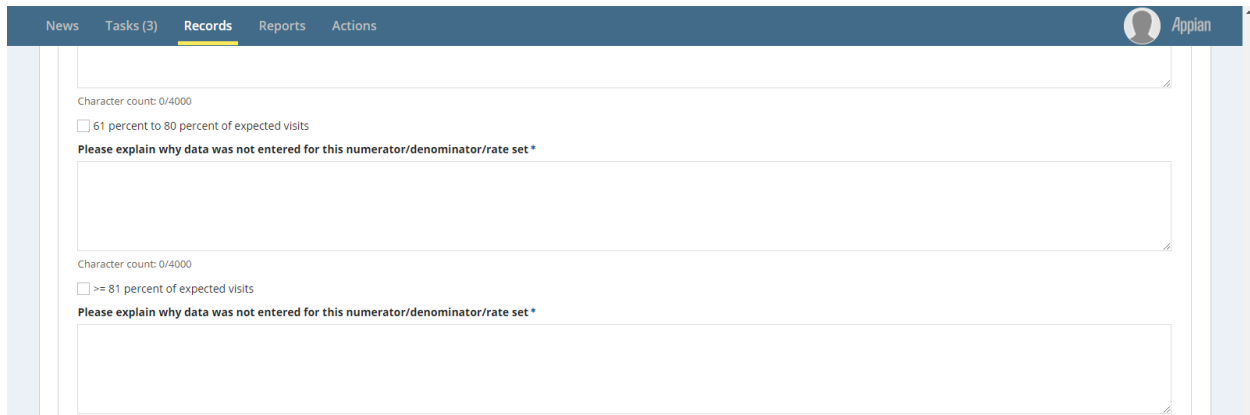 News Tasks (3) Records Reports Actions Appian
Character count: 0/4000
61 percent to 80 percent of expected visits
Please explain why data was not entered for this numerator/denominator/rate set *
Character count: 0/4000
>= 81 percent of expected visits
Please explain why data was not entered for this numerator/denominator/rate set *